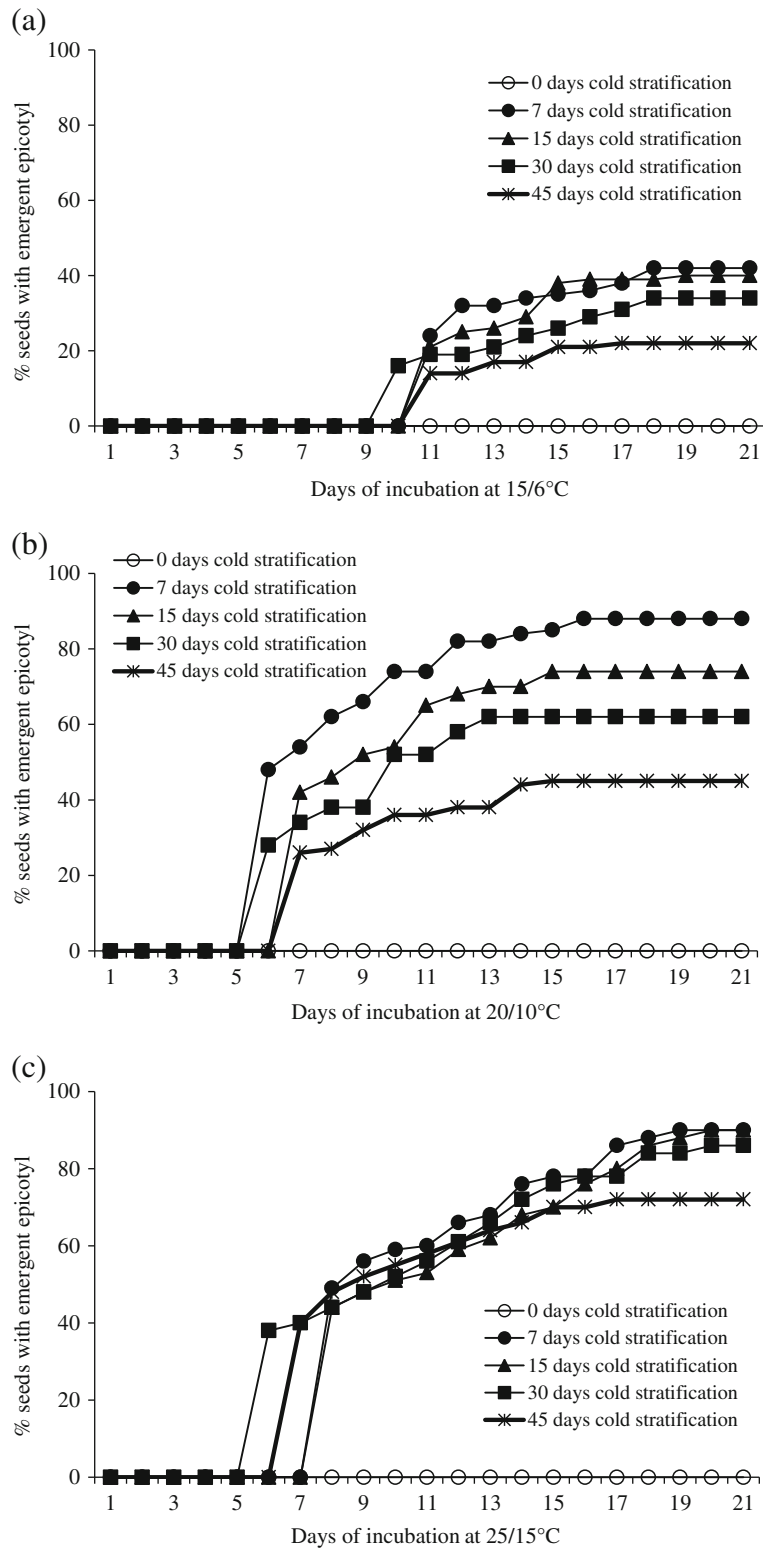 (a)
100
80
60
40
20
0
% seeds with emergent epicotyl
0 days cold stratification
7 days cold stratification
15 days cold stratification
30 days cold stratification
45 days cold stratification
1 3 5 7 9 11 13 15 17 19 21
Days of incubation at 15/6°C
(b)
100
80
60
40
20
0
% seeds with emergent epicotyl
0 days cold stratification
7 days cold stratification
15 days cold stratification
30 days cold stratification
45 days cold stratification
1 3 5 7 9 11 13 15 17 19 21
Days of incubation at 20/10°C
(c)
100
80
60
40
20
0
% seeds with emergent epicotyl
0 days cold stratification
7 days cold stratification
15 days cold stratification
30 days cold stratification
45 days cold stratification
1 3 5 7 9 11 13 15 17 19 21
Days of incubation at 25/15°C